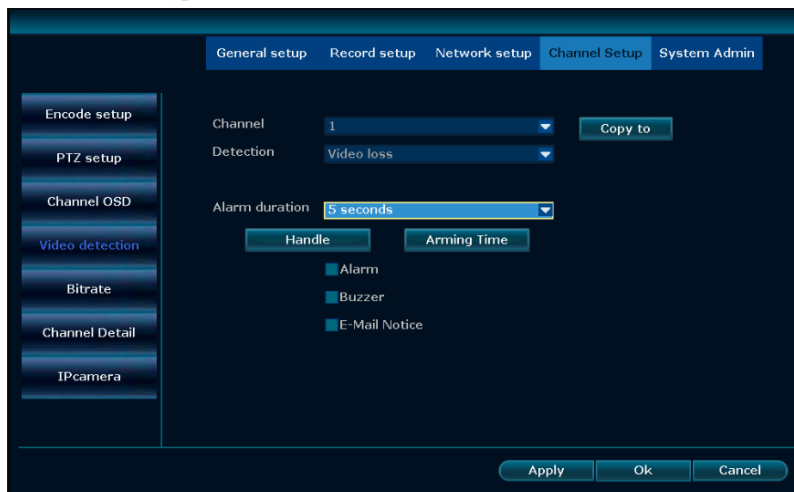 General setup Record setup Network setup Channel Setup System Admin
Encode setup
PTZ setup
Channel OSD
Video detection
Bitrate
Channel Detail
IPcamera
Channel 1 Copy to
Detection Video loss
Alarm duration 5 seconds
Handle Arming Time
Alarm
Buzzer
E-Mail Notice
Apply Ok Cancel